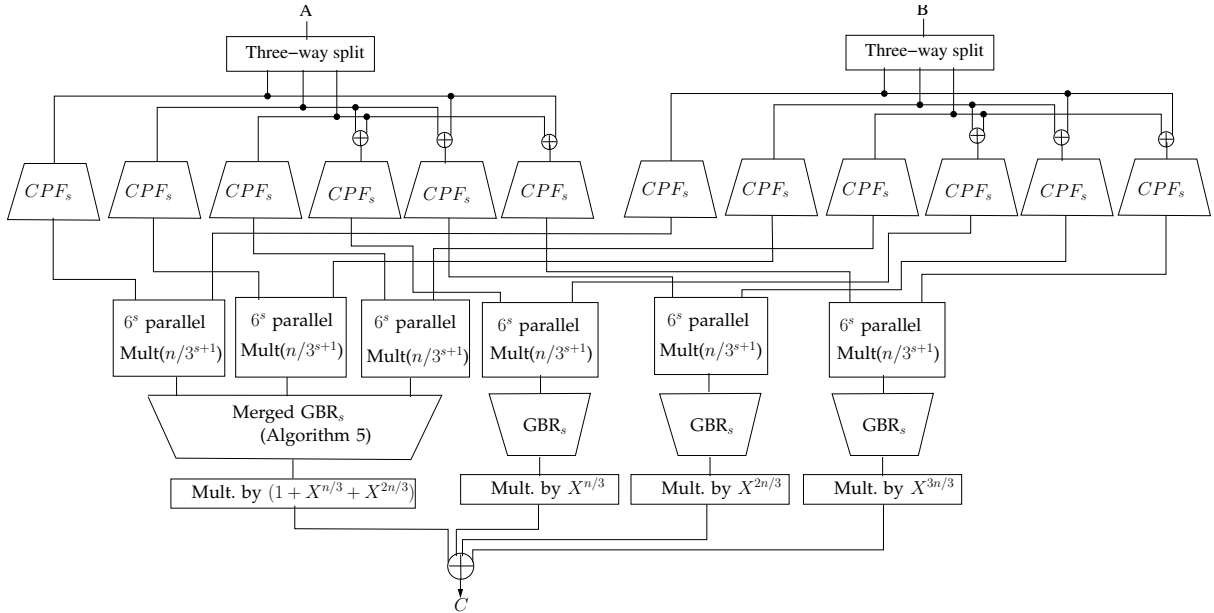 A
B
Three–way split
Three–way split
CPF_s
CPF_s
CPF_s
CPF_s
CPF_s
CPF_s
CPF_s
CPF_s
CPF_s
CPF_s
CPF_s
CPF_s
6^s parallel
Mult(n/3^{s+1})
6^s parallel
Mult(n/3^{s+1})
6^s parallel
Mult(n/3^{s+1})
6^s parallel
Mult(n/3^{s+1})
6^s parallel
Mult(n/3^{s+1})
6^s parallel
Mult(n/3^{s+1})
Merged GBR_s
(Algorithm 5)
GBR_s
GBR_s
GBR_s
Mult. by (1 + X^{n/3} + X^{2n/3})
Mult. by X^{n/3}
Mult. by X^{2n/3}
Mult. by X^{3n/3}
C